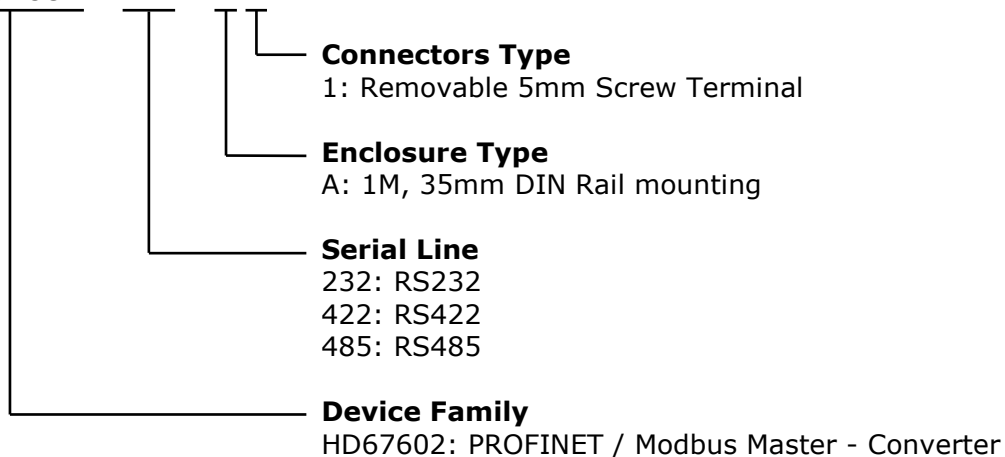 Connectors Type
1: Removable 5mm Screw Terminal
Enclosure Type
A: 1M, 35mm DIN Rail mounting
Serial Line
232: RS232
422: RS422
485: RS485
Device Family
HD67602: PROFINET / Modbus Master - Converter